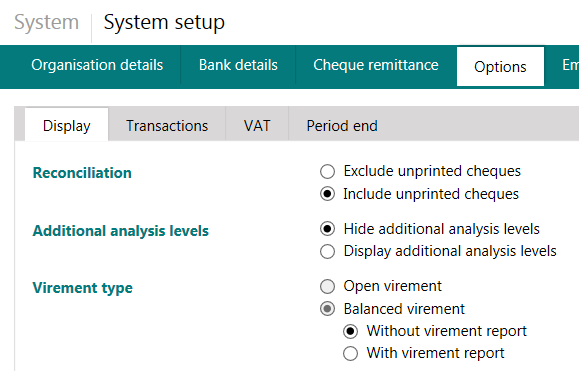 System System setup
Organisation details Bank details Cheque remittance Options Em
Display Transactions VAT Period end
Reconciliation Exclude unprinted cheques
Include unprinted cheques
Additional analysis levels Hide additional analysis levels
Display additional analysis levels
Virement type Open virement
Balanced virement
Without virement report
With virement report